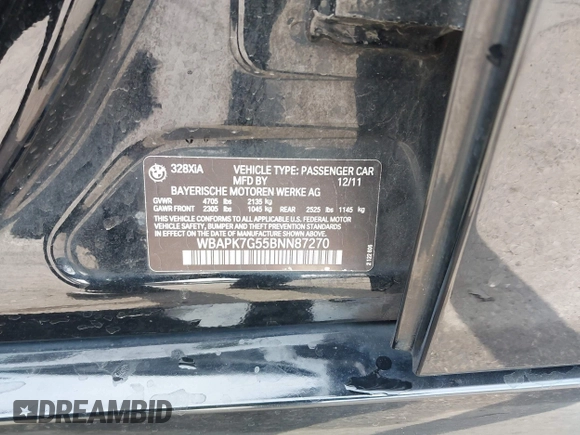 BMW
328XIA VEHICLE TYPE: PASSENGER CAR
MFD BY 12/11
BAYERISCHE MOTOREN WERKE AG
GVWR 4705 lbs 2135 kg
GAWR FRONT 2305 lbs 1045 kg REAR 2525 lbs 1145 kg
THIS VEHICLE CONFORMS TO ALL APPLICABLE U.S. FEDERAL MOTOR
VEHICLE SAFETY, BUMPER, AND THEFT PREVENTION STANDARDS
IN EFFECT ON THE DATE OF MANUFACTURE SHOWN ABOVE.
WBAPK7G55BNN87270
DREAMBID